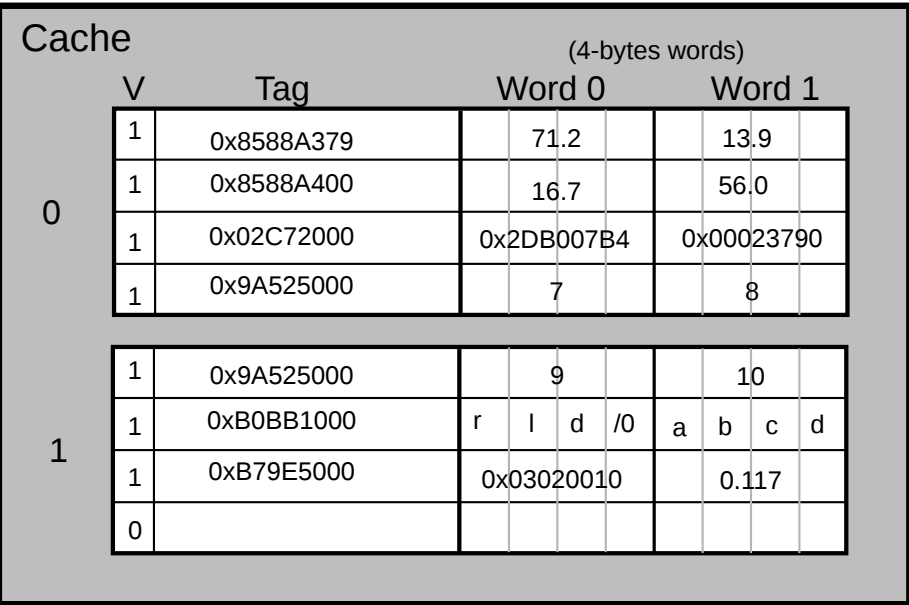 Cache
(4-bytes words)
V Tag Word 0 Word 1
0
1 0x8588A379 71.2 13.9
1 0x8588A400 16.7 56.0
1 0x02C72000 0x2DB007B4 0x00023790
1 0x9A525000 7 8
1
1 0x9A525000 9 10
1 0xB0BB1000 r l d /0 a b c d
1 0xB79E5000 0x03020010 0.117
0